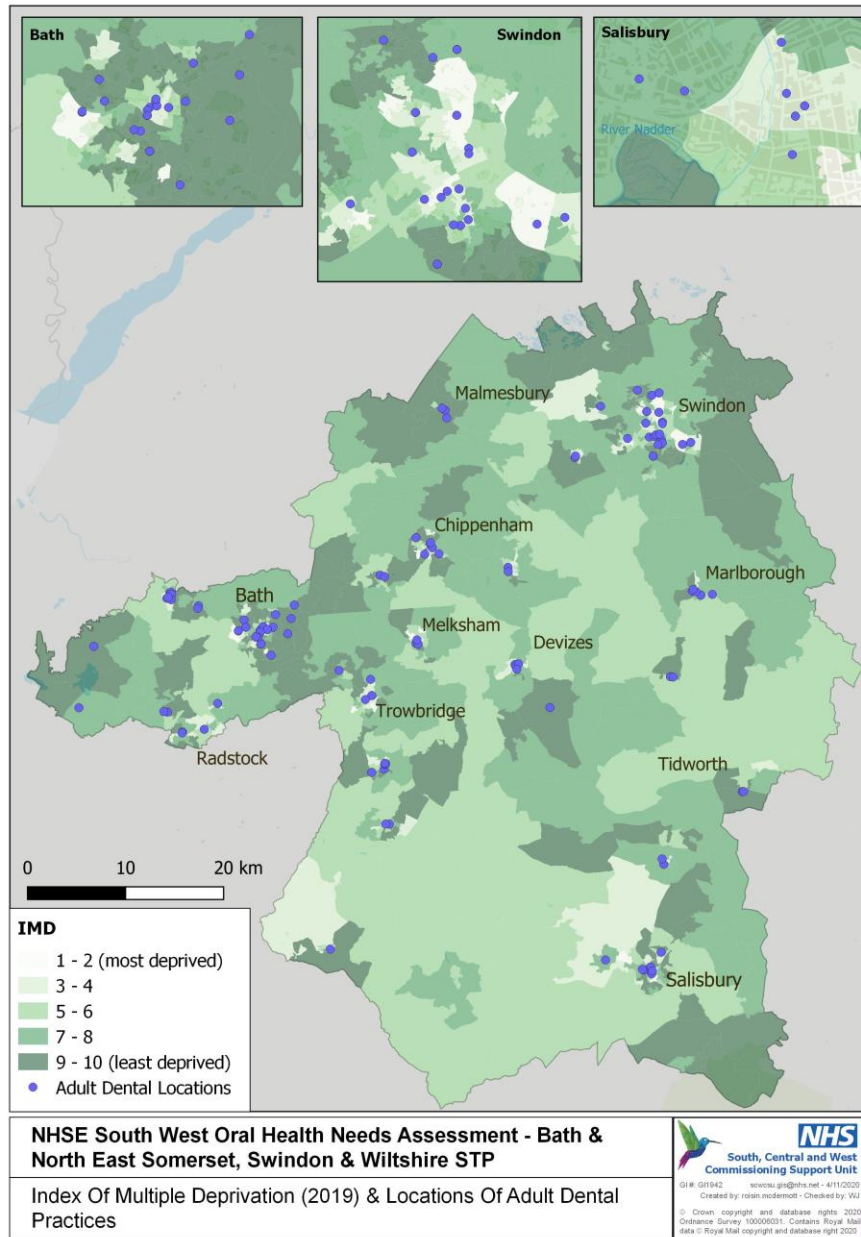 Bath
Swindon
Salisbury
River Nadder
Malmesbury
Swindon
Chippenham
Marlborough
Bath
Melksham
Devizes
Trowbridge
Radstock
Tidworth
0 10 20 km
Salisbury
IMD
1 - 2 (most deprived)
3 - 4
5 - 6
7 - 8
9 - 10 (least deprived)
Adult Dental Locations
NHSE South West Oral Health Needs Assessment - Bath &
North East Somerset, Swindon & Wiltshire STP
Index Of Multiple Deprivation (2019) & Locations Of Adult Dental
Practices
NHS
South, Central and West
Commissioning Support Unit
GI #: GI1942 scwcsu.gis@nhs.net - 4/11/2020
Created by: roisin.mcdermott - Checked by: WJ
© Crown copyright and database rights 2020
Ordnance Survey 100006031. Contains Royal Mail
data © Royal Mail copyright and database right 2020